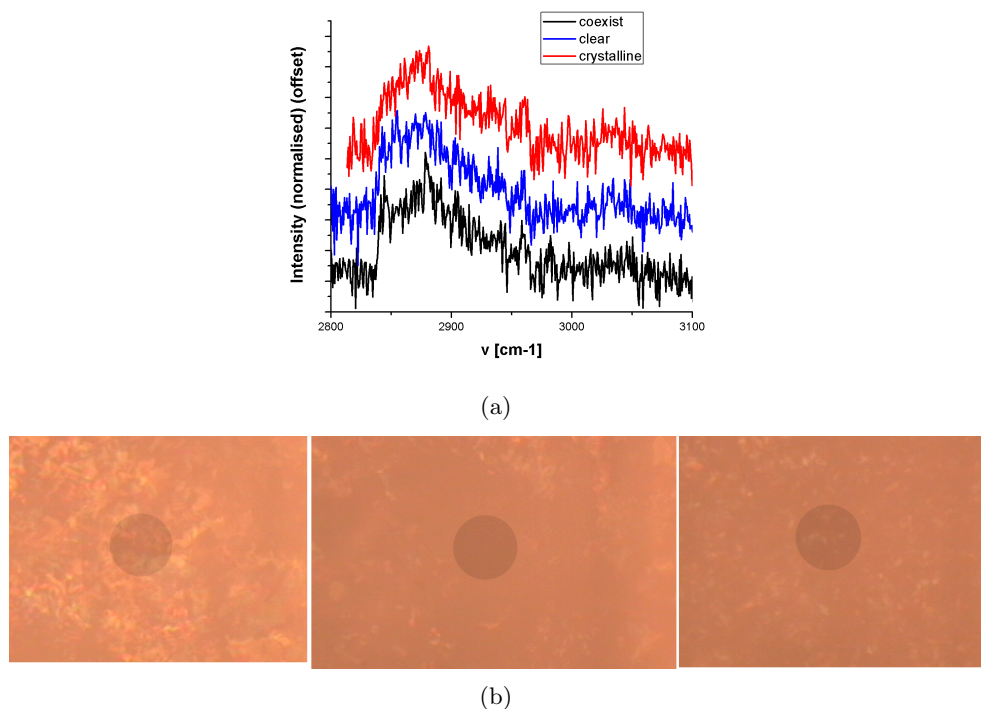 coexist
clear
crystalline
Intensity (normalised) (offset)
2800
2900
3000
3100
v [cm-1]
(a)
(b)